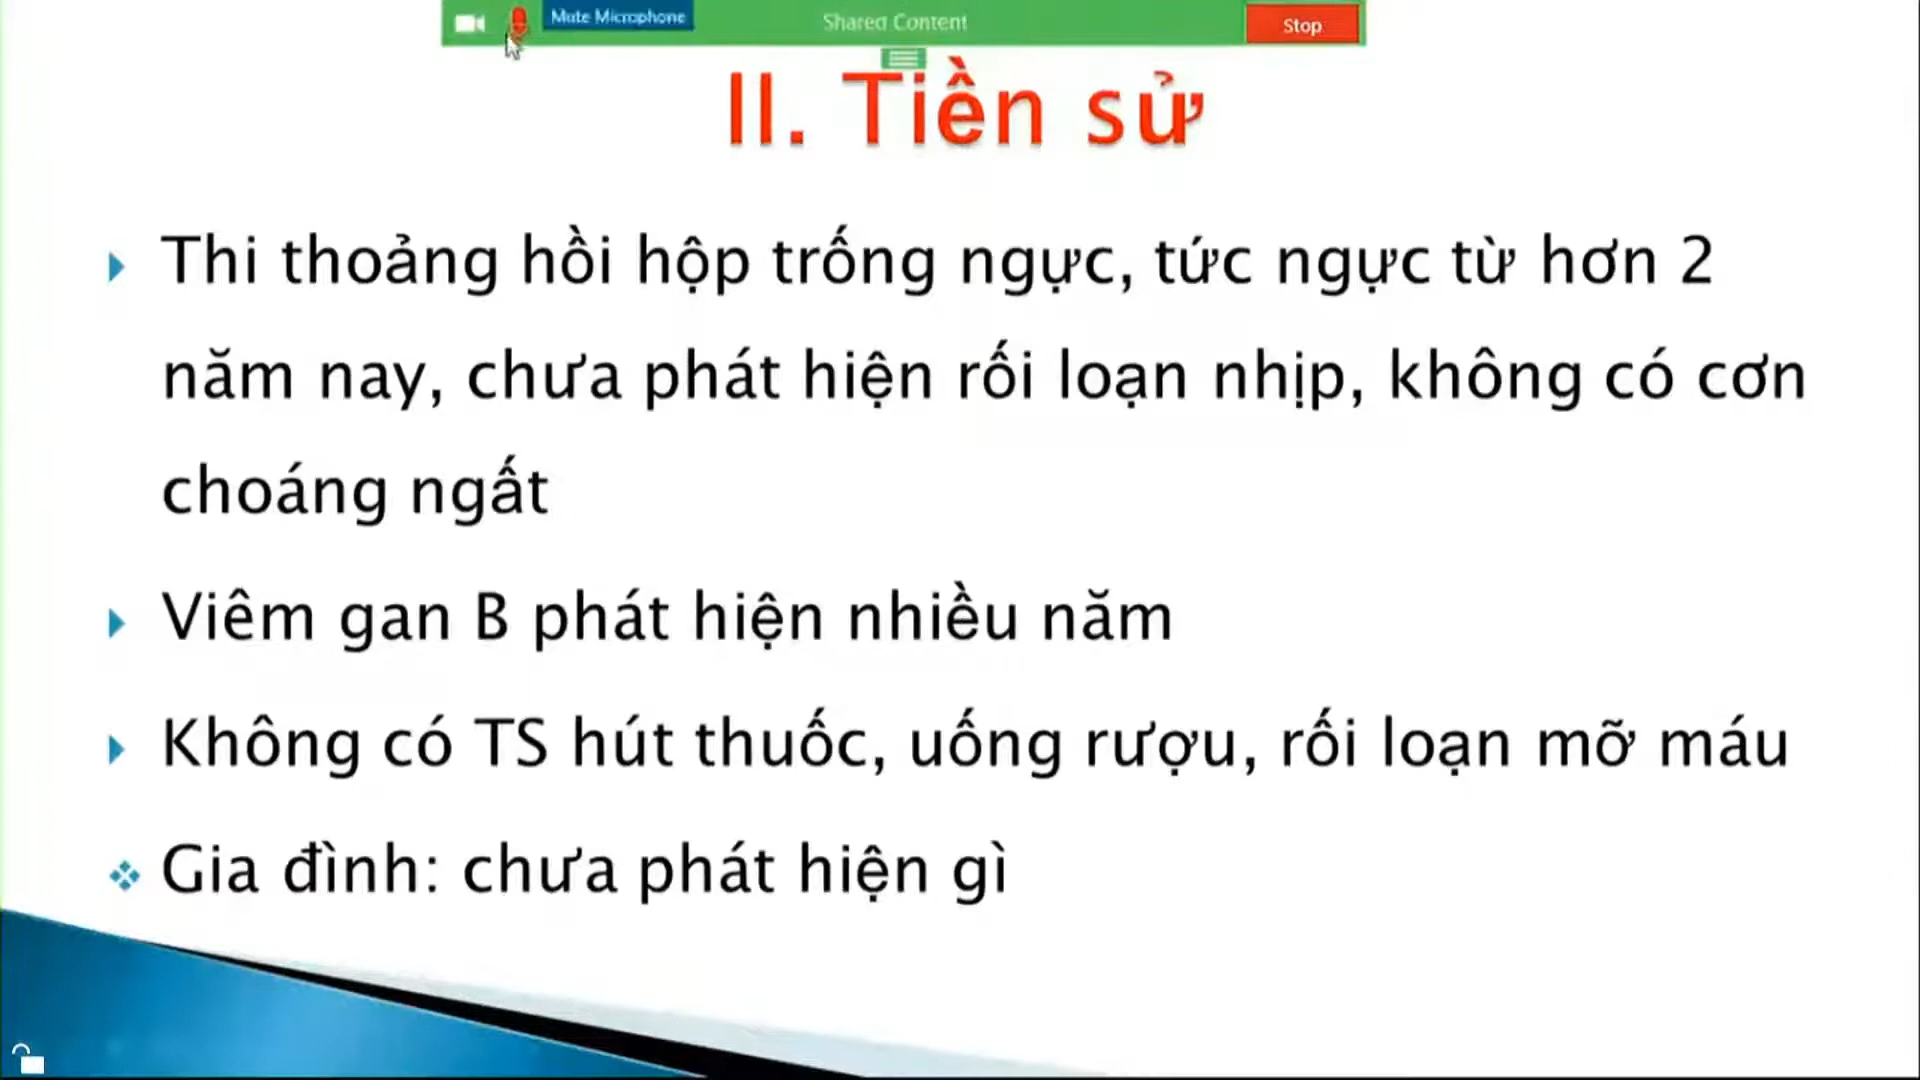 Mute Microphone
Shared Content
Stop
II. Tiền sử
Thi thoảng hồi hộp trống ngực, tức ngực từ hơn 2
năm nay, chưa phát hiện rối loạn nhịp, không có cơn
choáng ngất
Viêm gan B phát hiện nhiều năm
Không có TS hút thuốc, uống rượu, rối loạn mỡ máu
Gia đình: chưa phát hiện gì